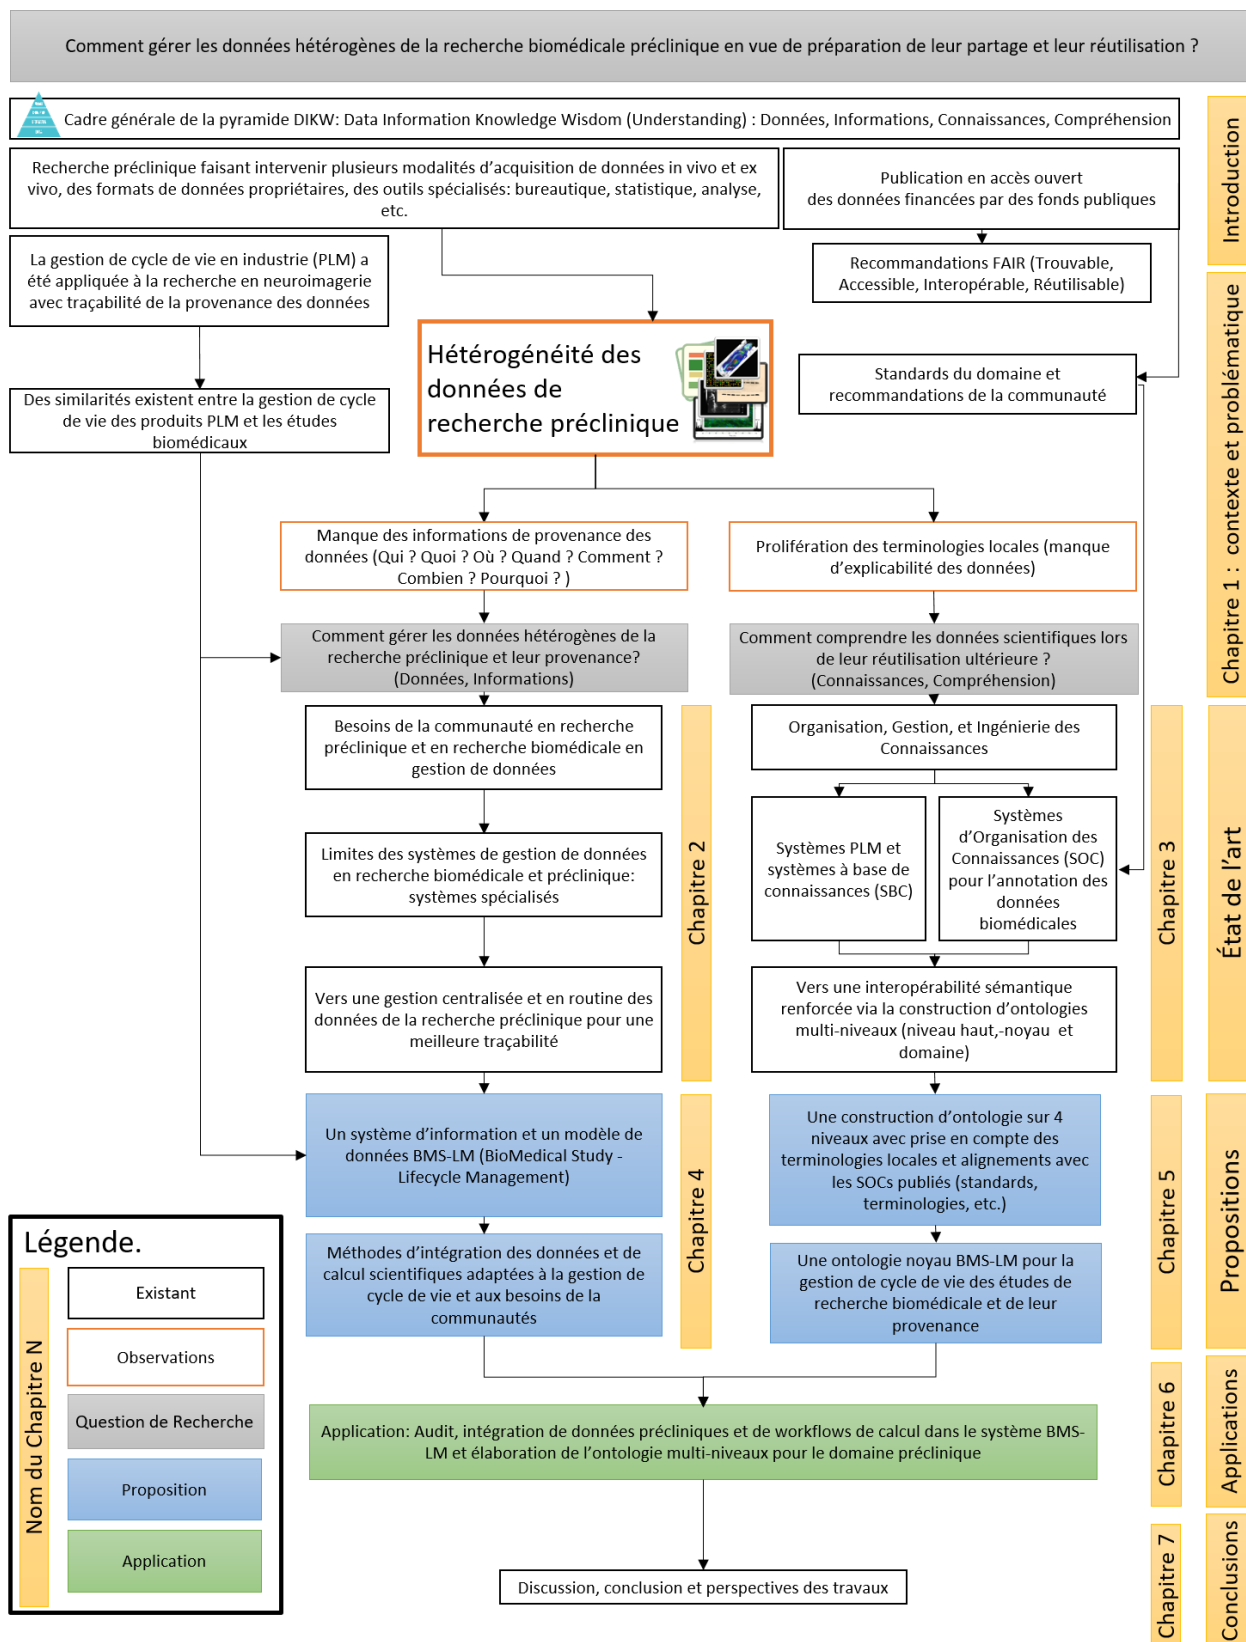 Comment gérer les données hétérogènes de la recherche biomédicale préclinique en vue de préparation de leur partage et leur réutilisation ?
Cadre générale de la pyramide DIKW: Data Information Knowledge Wisdom (Understanding) : Données, Informations, Connaissances, Compréhension
Recherche préclinique faisant intervenir plusieurs modalités d'acquisition de données in vivo et ex
vivo, des formats de données propriétaires, des outils spécialisés: bureautique, statistique, analyse,
etc.
Publication en accès ouvert
des données financées par des fonds publiques
Introduction
La gestion de cycle de vie en industrie (PLM) a
été appliquée à la recherche en neuroimagerie
avec traçabilité de la provenance des données
Recommandations FAIR (Trouvable,
Accessible, Interopérable, Réutilisable)
Hétérogénéité des
données de
recherche préclinique
Standards du domaine et
recommandations de la communauté
Des similarités existent entre la gestion de cycle
de vie des produits PLM et les études
biomédicaux
Chapitre 1 : contexte et problématique
Manque des informations de provenance des
données (Qui ? Quoi ? Où ? Quand ? Comment ?
Combien ? Pourquoi ? )
Prolifération des terminologies locales (manque
d'explicabilité des données)
Comment gérer les données hétérogènes de la
recherche préclinique et leur provenance?
(Données, Informations)
Comment comprendre les données scientifiques lors
de leur réutilisation ultérieure ?
(Connaissances, Compréhension)
Besoins de la communauté en recherche
préclinique et en recherche biomédicale en
gestion de données
Organisation, Gestion, et Ingénierie des
Connaissances
Limites des systèmes de gestion de données
en recherche biomédicale et préclinique:
systèmes spécialisés
Chapitre 2
Systèmes PLM et
systèmes à base de
connaissances (SBC)
Systèmes
d'Organisation des
Connaissances (SOC)
pour l'annotation des
données
biomédicales
Chapitre 3
État de l'art
Vers une gestion centralisée et en routine des
données de la recherche préclinique pour une
meilleure traçabilité
Vers une interopérabilité sémantique
renforcée via la construction d'ontologies
multi-niveaux (niveau haut,-noyau et
domaine)
Un système d'information et un modèle de
données BMS-LM (BioMedical Study -
Lifecycle Management)
Chapitre 4
Une construction d'ontologie sur 4
niveaux avec prise en compte des
terminologies locales et alignements avec
les SOCs publiés (standards,
terminologies, etc.)
Chapitre 5
Propositions
Méthodes d'intégration des données et de
calcul scientifiques adaptées à la gestion de
cycle de vie et aux besoins de la
communautés
Une ontologie noyau BMS-LM pour la
gestion de cycle de vie des études de
recherche biomédicale et de leur
provenance
Légende.
Nom du Chapitre N
Existant
Observations
Question de Recherche
Proposition
Application
Application: Audit, intégration de données précliniques et de workflows de calcul dans le système BMS-
LM et élaboration de l'ontologie multi-niveaux pour le domaine préclinique
Chapitre 6
Applications
Discussion, conclusion et perspectives des travaux
Chapitre 7
Conclusions